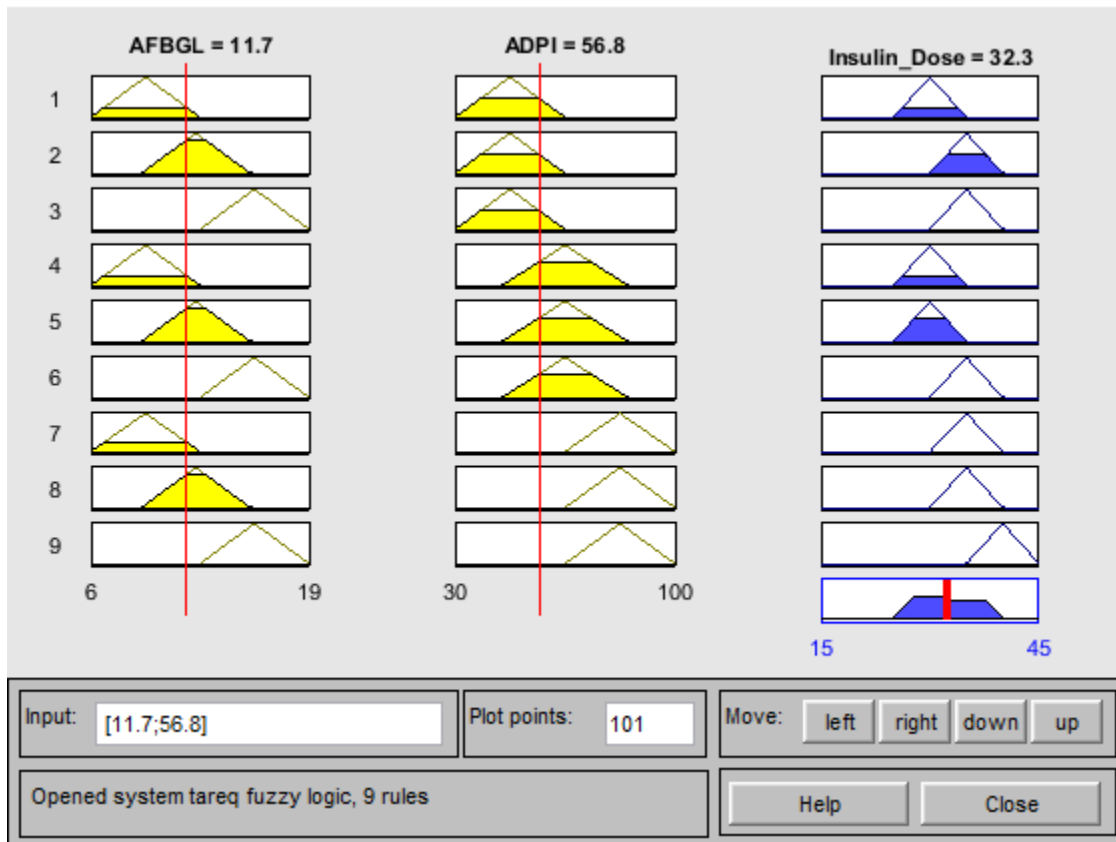 AFBGL = 11.7 ADPI = 56.8 Insulin_Dose = 32.3
1
2
3
4
5
6
7
8
9
6 19 30 100
15 45
Input: [11.7;56.8] Plot points: 101 Move: left right down up
Opened system tareq fuzzy logic, 9 rules Help Close